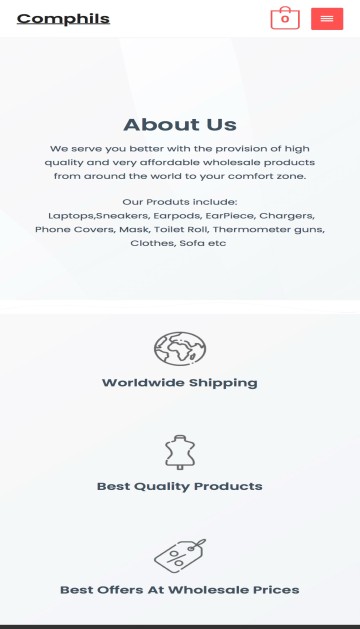 Comphils
0
About Us
We serve you better with the provision of high
quality and very affordable wholesale products
from around the world to your comfort zone.
Our Produts include:
Laptops,Sneakers, Earpods, EarPiece, Chargers,
Phone Covers, Mask, Toilet Roll, Thermometer guns,
Clothes, Sofa etc
Worldwide Shipping
Best Quality Products
Best Offers At Wholesale Prices